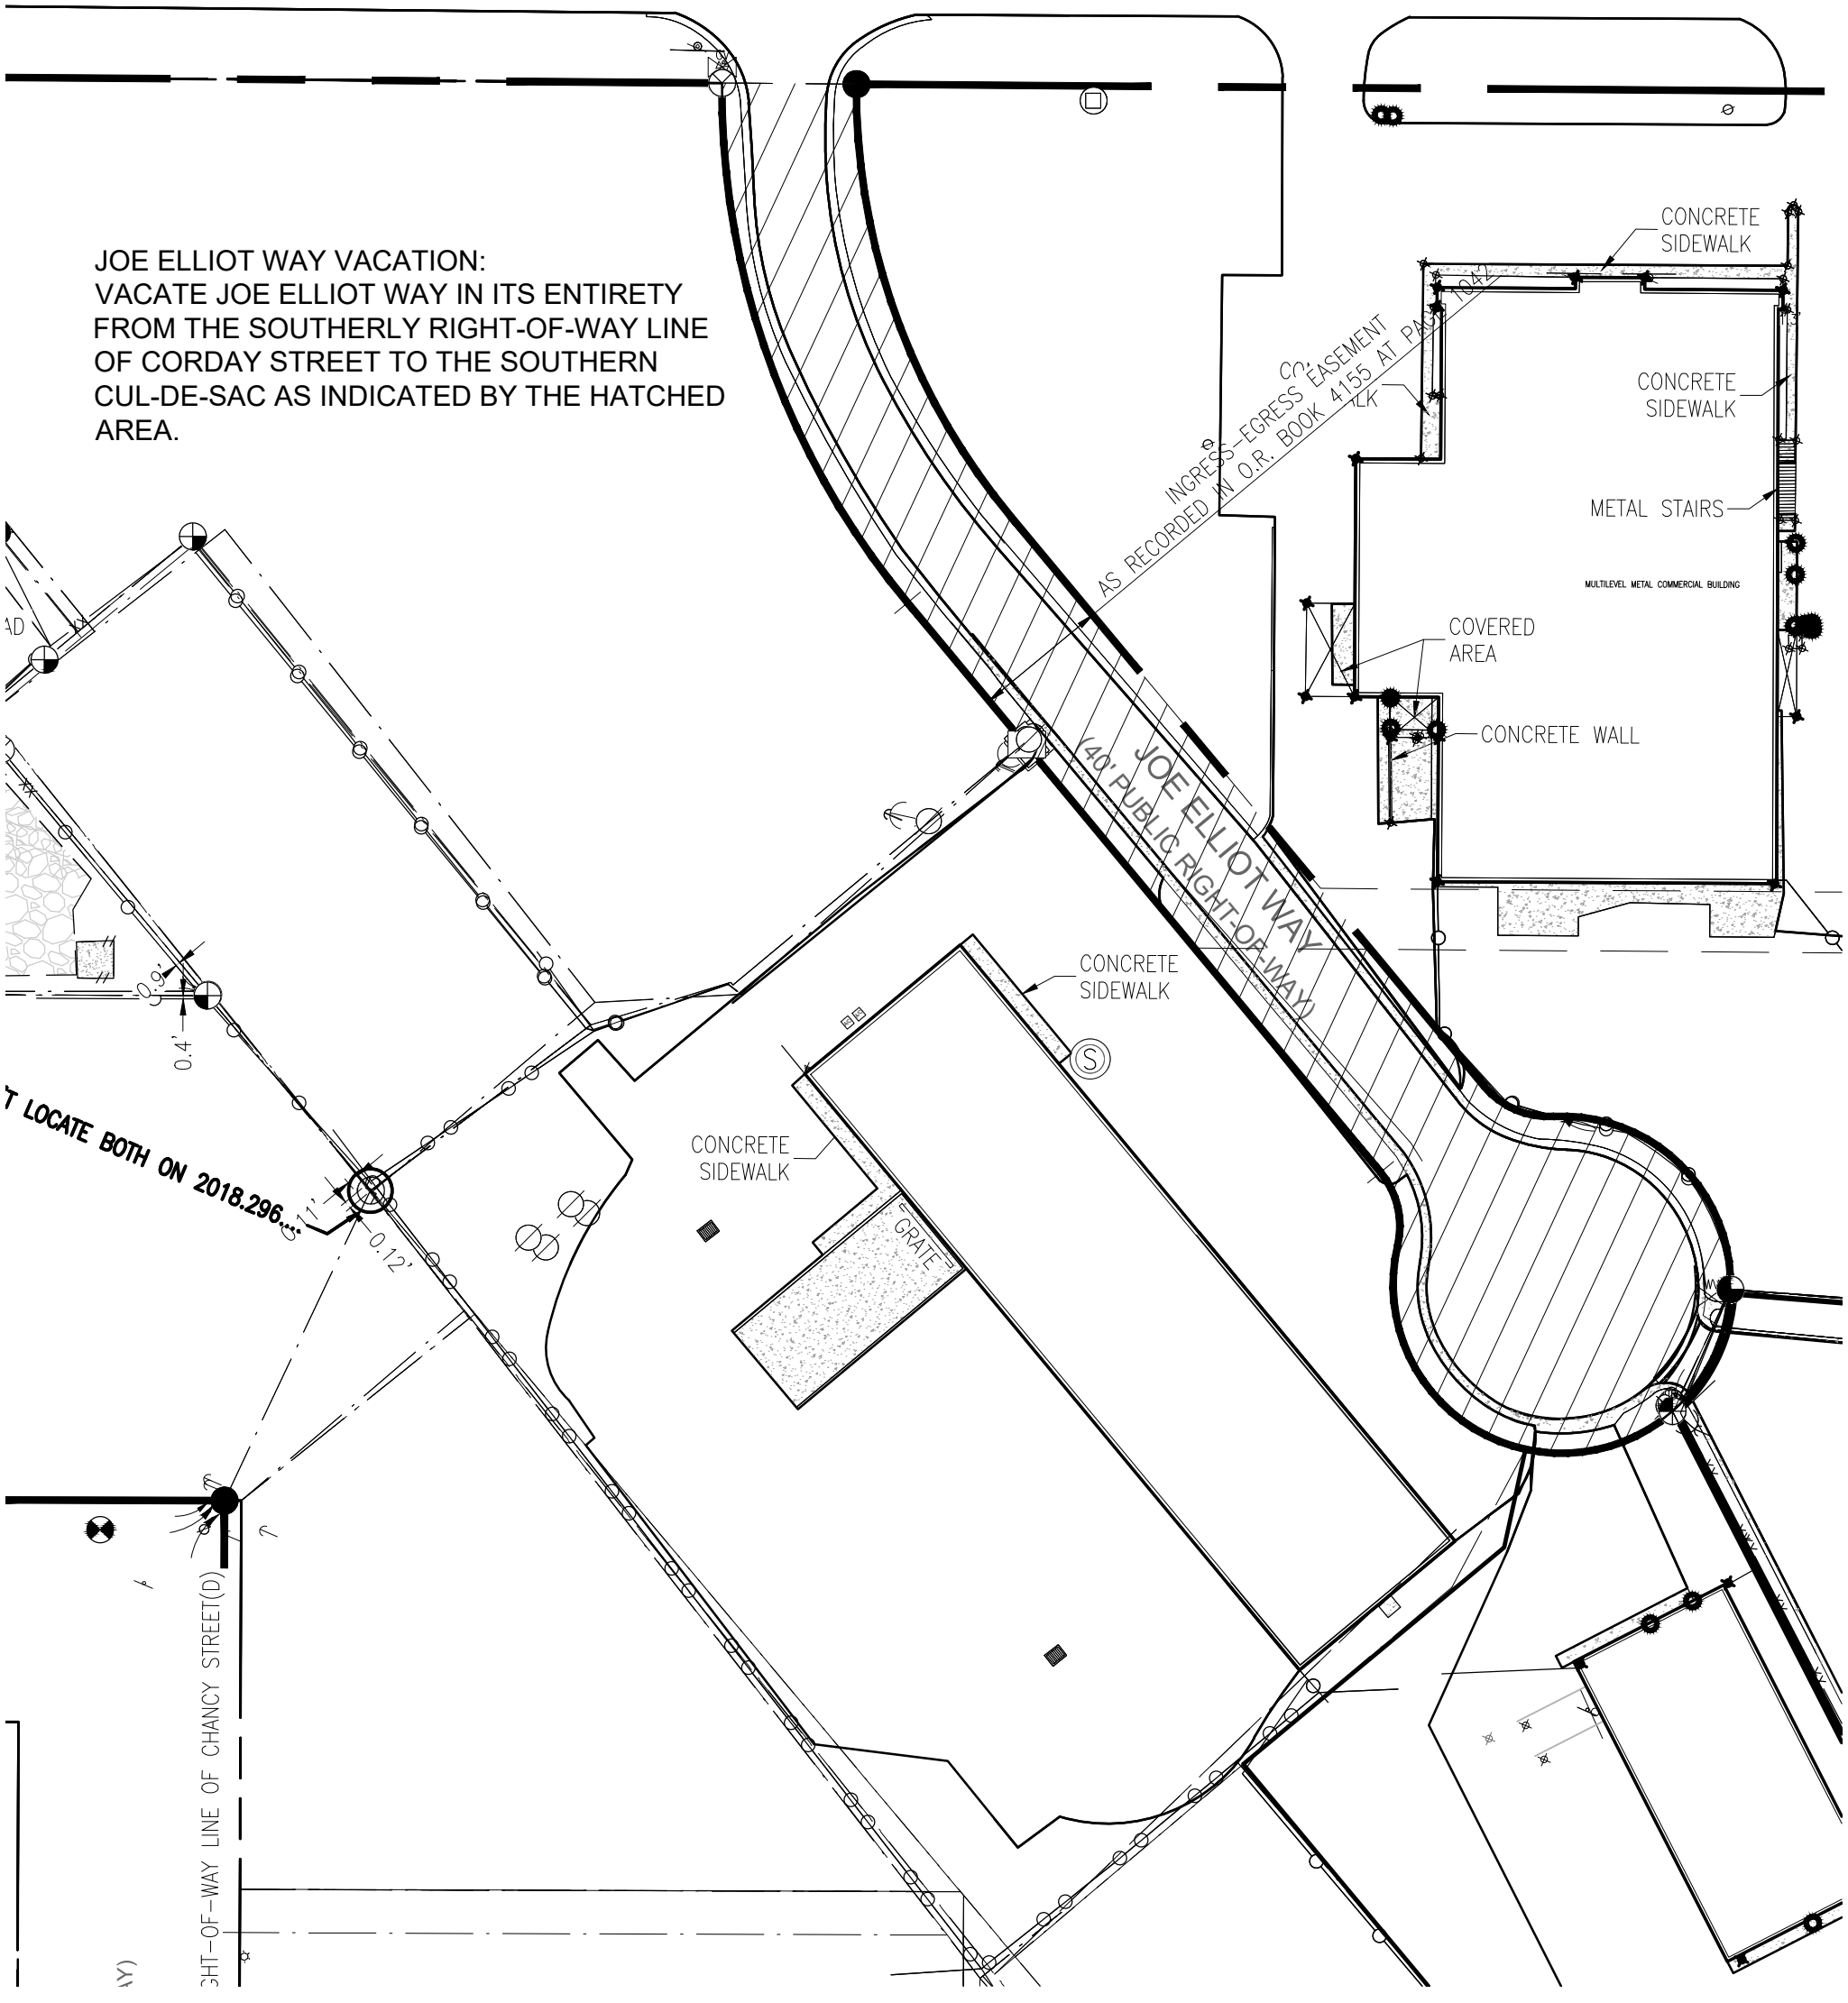 JOE ELLIOT WAY VACATION:
VACATE JOE ELLIOT WAY IN ITS ENTIRETY
FROM THE SOUTHERLY RIGHT-OF-WAY LINE
OF CORDAY STREET TO THE SOUTHERN
CUL-DE-SAC AS INDICATED BY THE HATCHED
AREA.
CONCRETE
SIDEWALK
INGRESS-EGRESS EASEMENT
AS RECORDED IN O.R. BOOK 4155 AT PAG 1042
CONCRETE
SIDEWALK
METAL STAIRS
MULTILEVEL METAL COMMERCIAL BUILDING
COVERED
AREA
CONCRETE WALL
AD
JOE ELLIOT WAY
(40' PUBLIC RIGHT-OF-WAY)
CONCRETE
SIDEWALK
S
0.9'
0.4'
T LOCATE BOTH ON 2018.296....
0.12'
CONCRETE
SIDEWALK
GRATE
GHT-OF-WAY LINE OF CHANCY STREET(D)
AY)